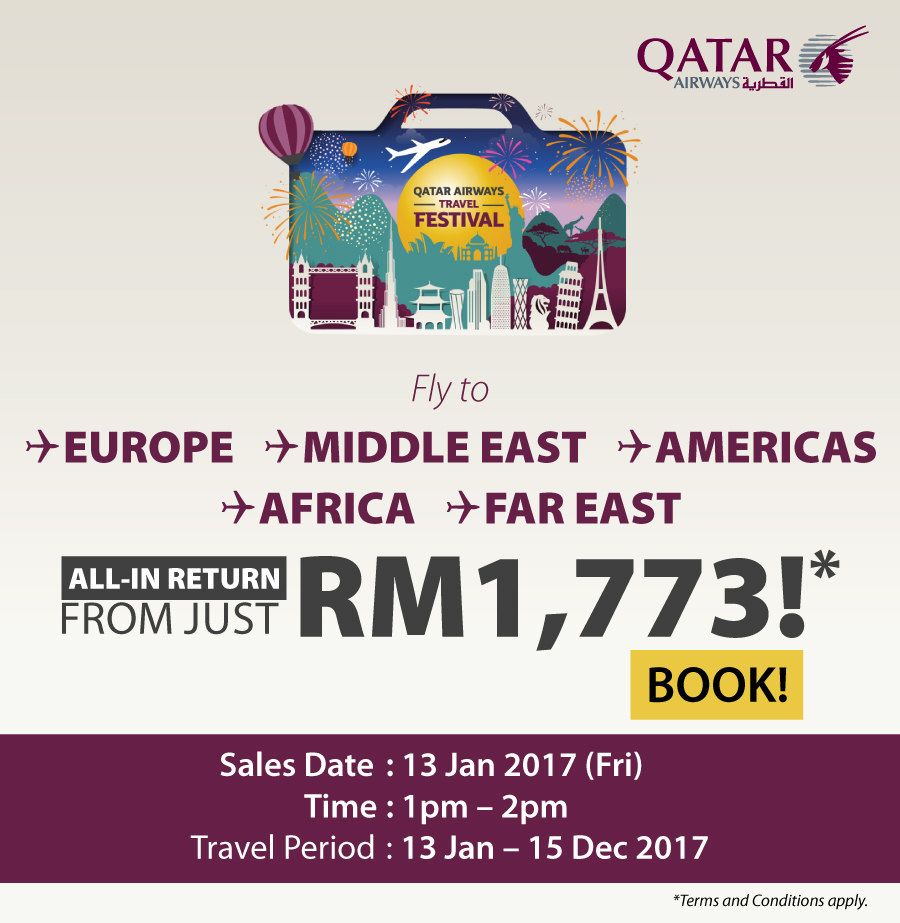 QATAR
AIRWAYS القطرية
QATAR AIRWAYS
TRAVEL
FESTIVAL
Fly to
EUROPE MIDDLE EAST AMERICAS
AFRICA FAR EAST
ALL-IN RETURN
FROM JUST RM1,773!*
BOOK!
Sales Date : 13 Jan 2017 (Fri)
Time : 1pm – 2pm
Travel Period : 13 Jan – 15 Dec 2017
*Terms and Conditions apply.